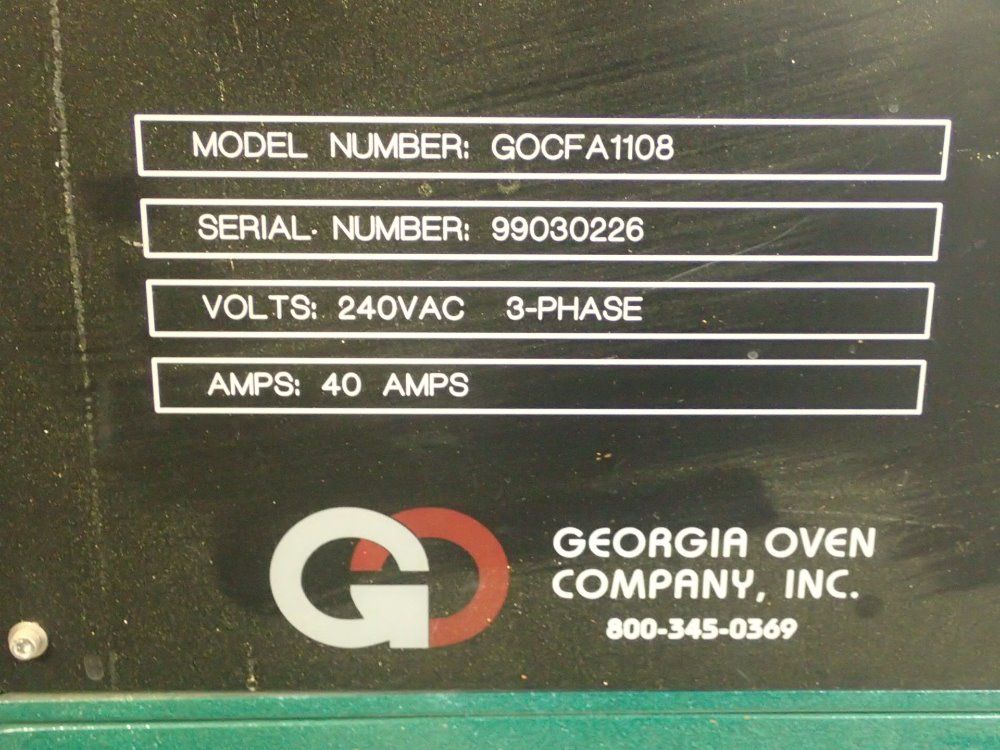 MODEL NUMBER: GOCFA1108
SERIAL NUMBER: 99030226
VOLTS: 240VAC 3-PHASE
AMPS: 40 AMPS
GO
GEORGIA OVEN
COMPANY, INC.
800-345-0369